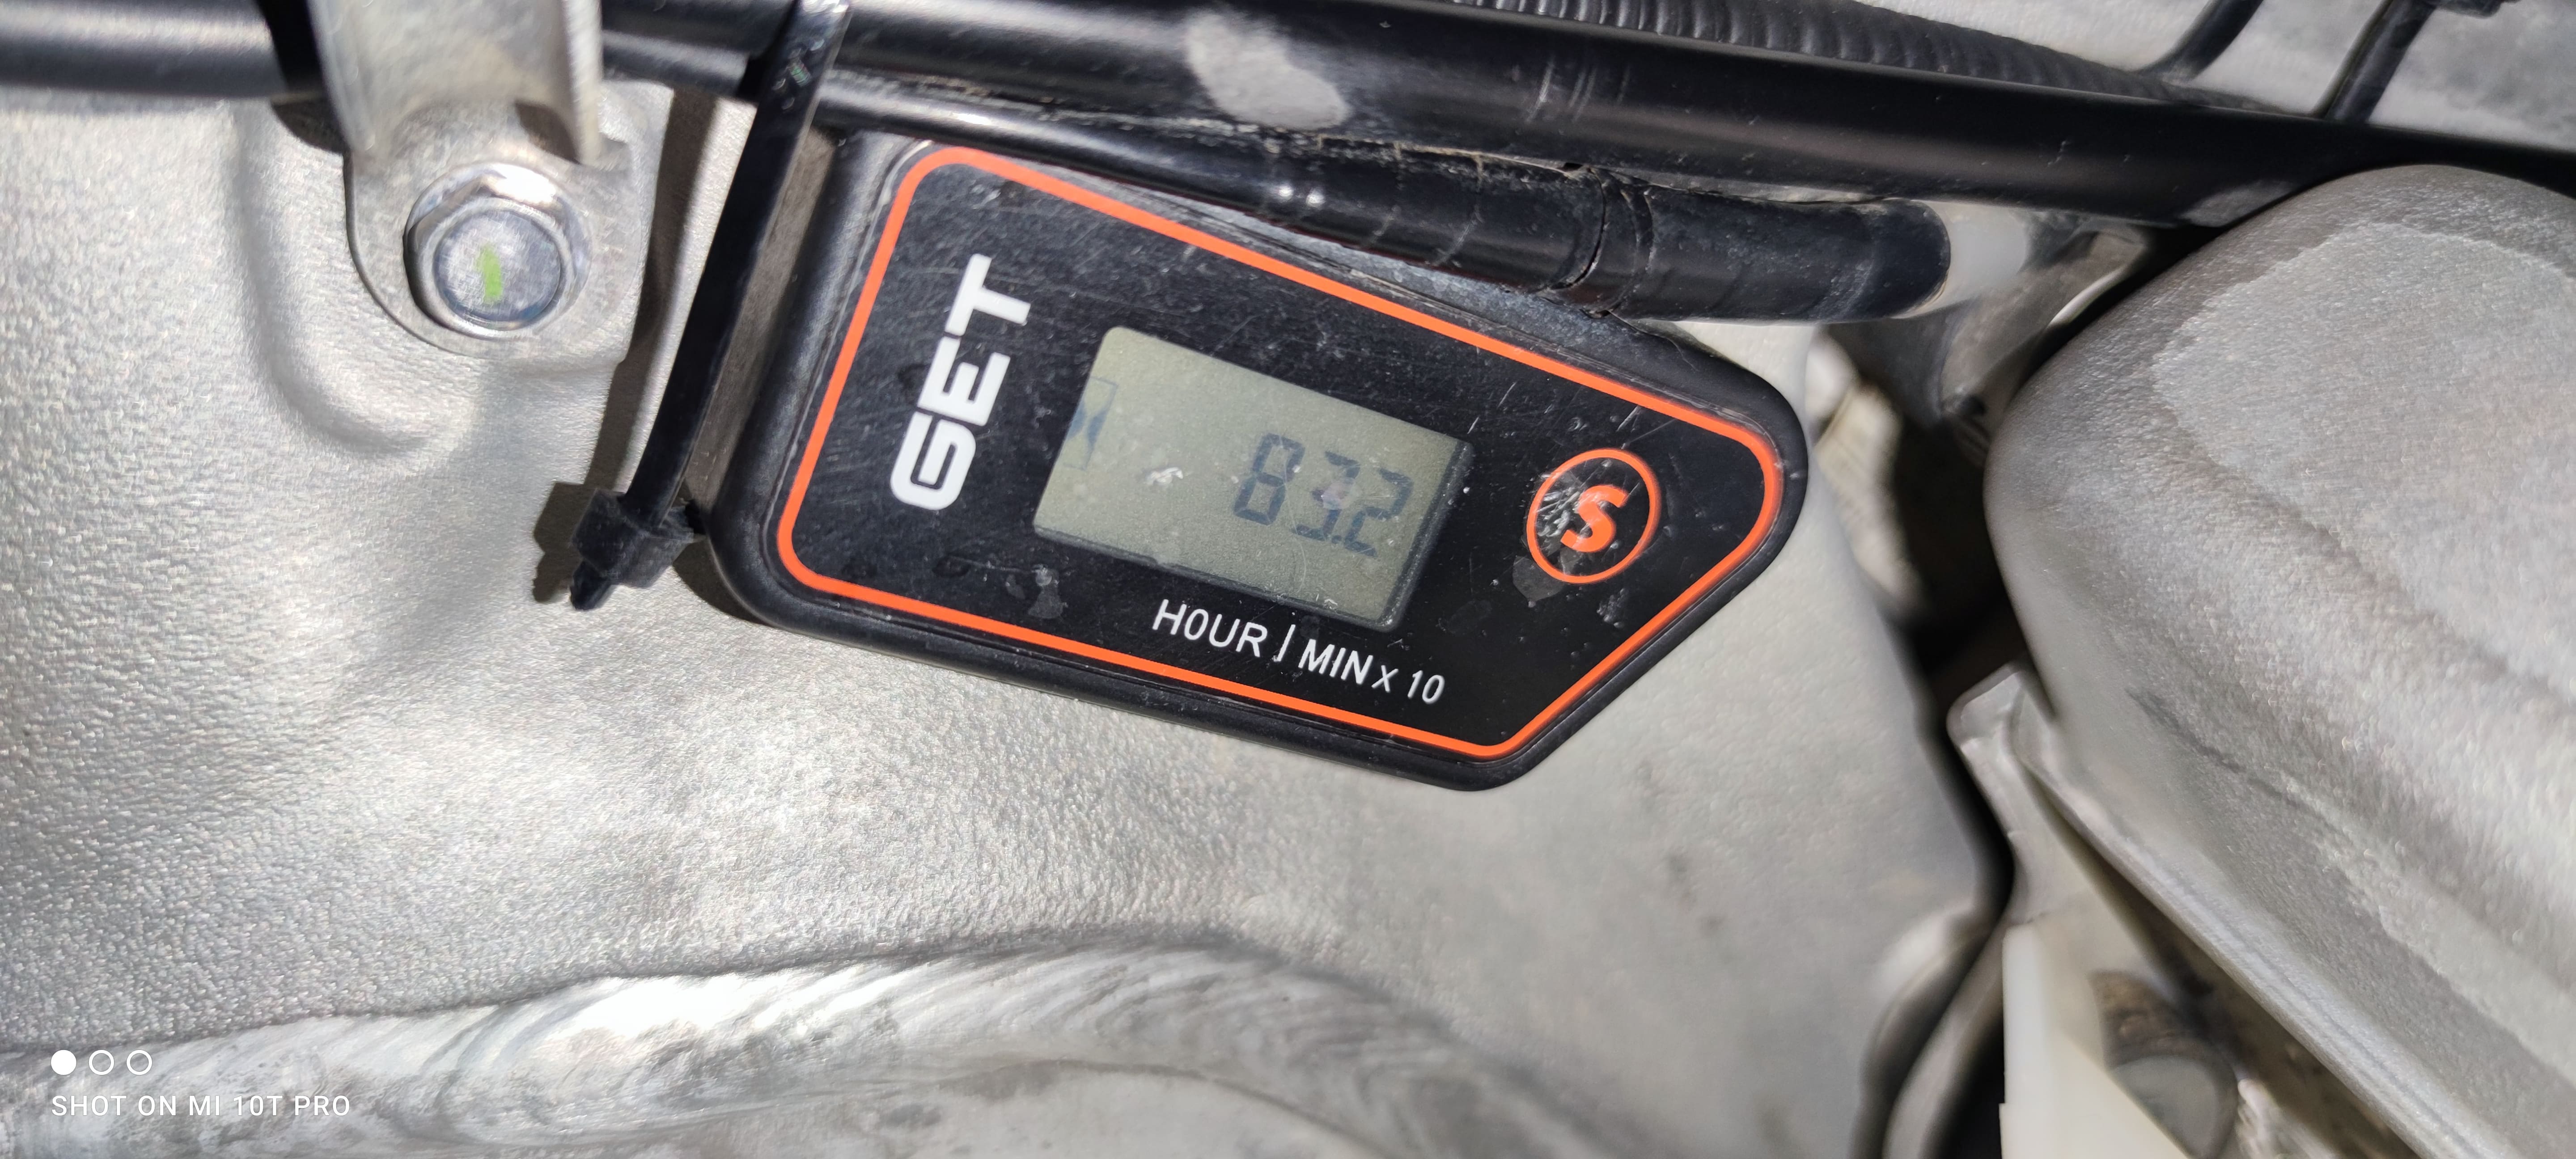 GET
83.2
S
HOUR | MIN x 10
SHOT ON MI 10T PRO